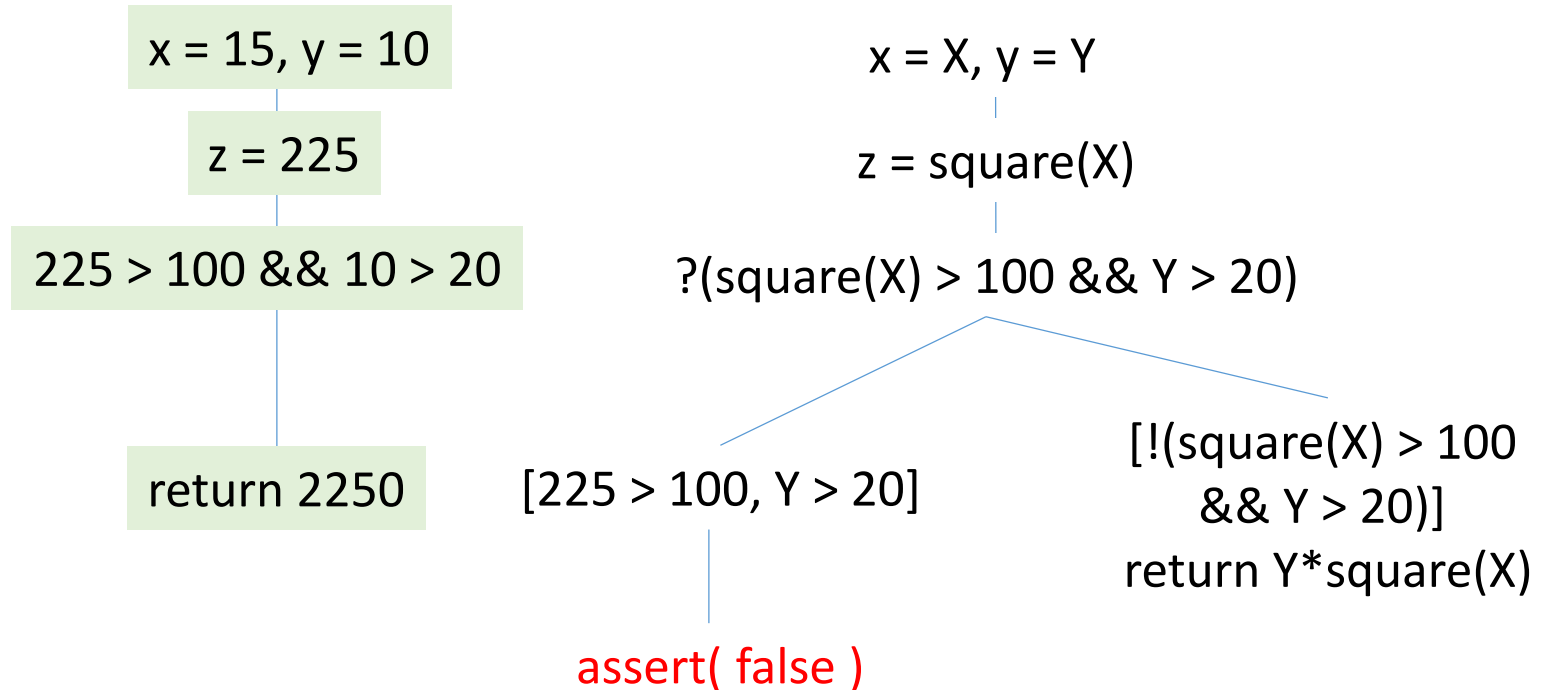 x = 15, y = 10
z = 225
225 > 100 && 10 > 20
return 2250
x = X, y = Y
z = square(X)
?(square(X) > 100 && Y > 20)
[225 > 100, Y > 20]
assert( false )
[!(square(X) > 100
&& Y > 20)]
return Y*square(X)